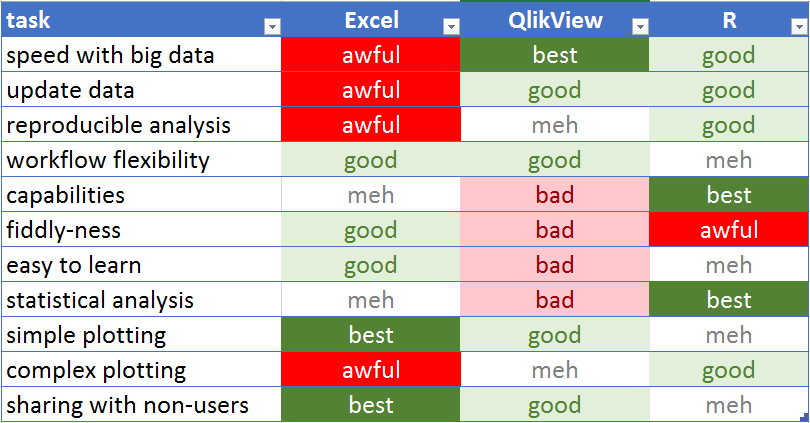 task Excel QlikView R
speed with big data awful best good
update data awful good good
reproducible analysis awful meh good
workflow flexibility good good meh
capabilities meh bad best
fiddly-ness good bad awful
easy to learn good bad meh
statistical analysis meh bad best
simple plotting best good meh
complex plotting awful meh good
sharing with non-users best good meh